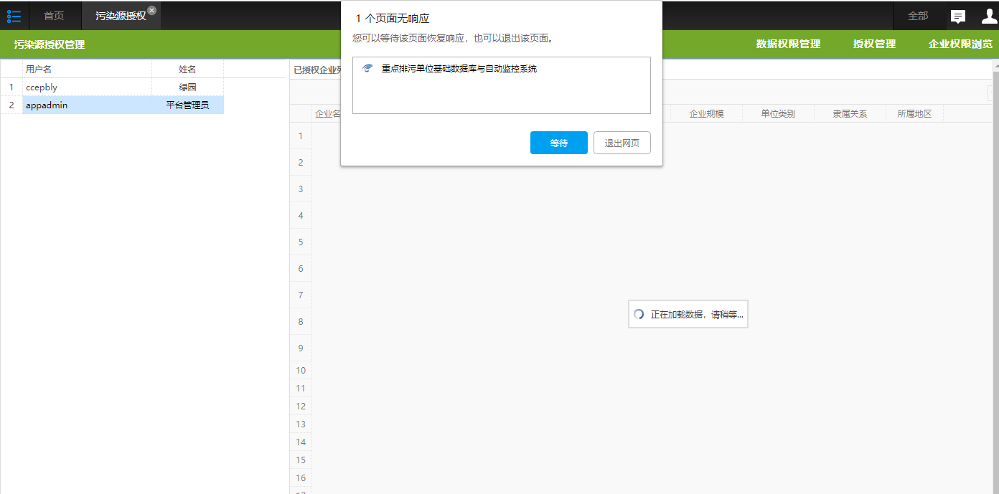 首页
污染源授权
全部
污染源授权管理
数据权限管理
授权管理
企业权限浏览
1 个页面无响应
您可以等待该页面恢复响应，也可以退出该页面。
重点排污单位基础数据库与自动监控系统
等待
退出网页
用户名 姓名
1 ccepbly 绿园
2 appadmin 平台管理员
已授权企业列
企业名 企业规模 单位类别 隶属关系 所属地区
1
2
3
4
5
6
7
8
9
10
11
12
13
14
15
16
正在加载数据，请稍等...